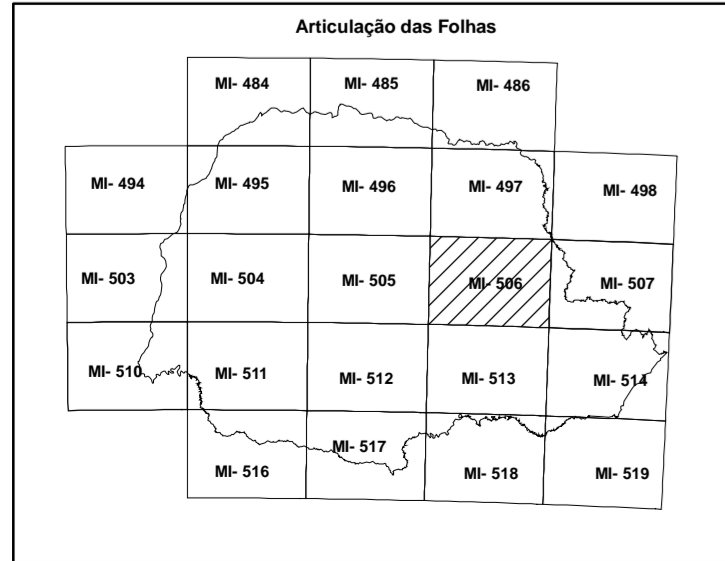 Articulação das Folhas
MI- 484 MI- 485 MI- 486
MI- 494 MI- 495 MI- 496 MI- 497 MI- 498
MI- 503 MI- 504 MI- 505 MI- 506 MI- 507
MI- 510 MI- 511 MI- 512 MI- 513 MI- 514
MI- 516 MI- 517 MI- 518 MI- 519